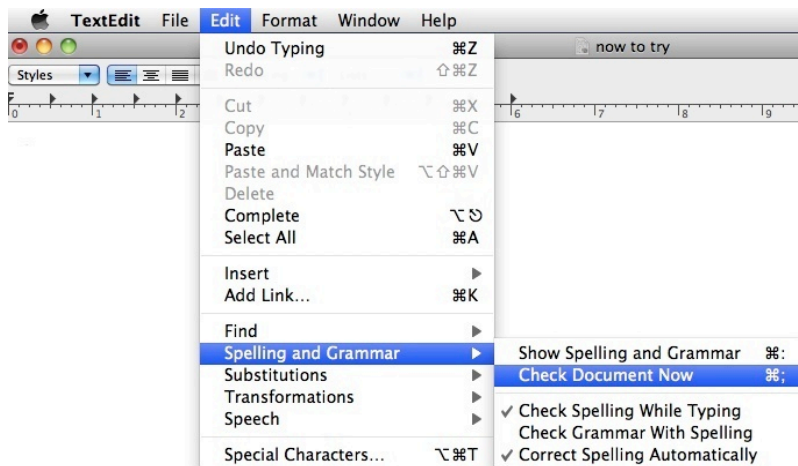 TextEdit File Edit Format Window Help
now to try
Styles
0 1 2 6 7 8 9
Undo Typing ⌘Z
Redo ⇧⌘Z
Cut ⌘X
Copy ⌘C
Paste ⌘V
Paste and Match Style ⌥⇧⌘V
Delete
Complete ⌥⎋
Select All ⌘A
Insert
Add Link... ⌘K
Find
Spelling and Grammar
Substitutions
Transformations
Speech
Special Characters... ⌥⌘T
Show Spelling and Grammar ⌘:
Check Document Now ⌘;
✓ Check Spelling While Typing
Check Grammar With Spelling
✓ Correct Spelling Automatically